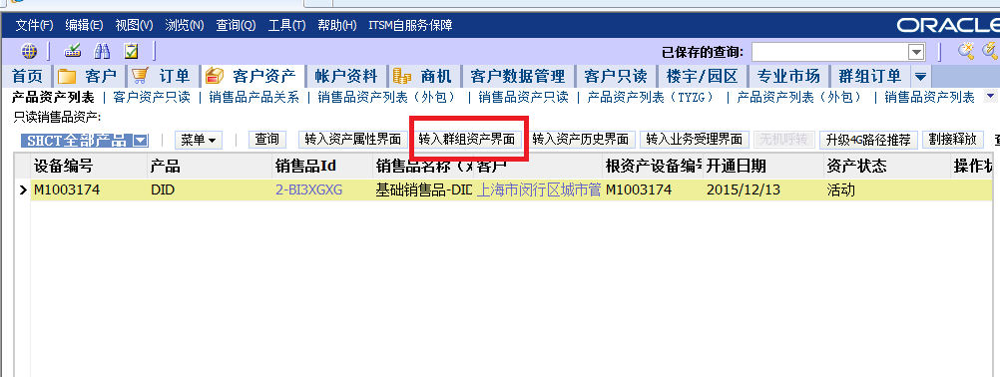 文件(F) 编辑(E) 视图(V) 浏览(N) 查询(Q) 工具(T) 帮助(H) ITSM自服务保障 ORACLE
已保存的查询:
首页 客户 订单 客户资产 帐户资料 商机 客户数据管理 客户只读 楼宇/园区 专业市场 群组订单
产品资产列表 | 客户资产只读 | 销售品产品关系 | 销售品资产列表（外包） | 销售品资产只读 | 产品资产列表（TYZG） | 产品资产列表（外包） | 销售品资产列表
只读销售品资产:
SHCT全部产品 菜单 查询 转入资产属性界面 转入群组资产界面 转入资产历史界面 转入业务受理界面 无机呼转 升级4G路径推荐 割接释放
设备编号 产品 销售品Id 销售品名称 客户 根资产设备编号 开通日期 资产状态 操作
M1003174 DID 2-BI3XGXG 基础销售品-DID 上海市闵行区城市管 M1003174 2015/12/13 活动